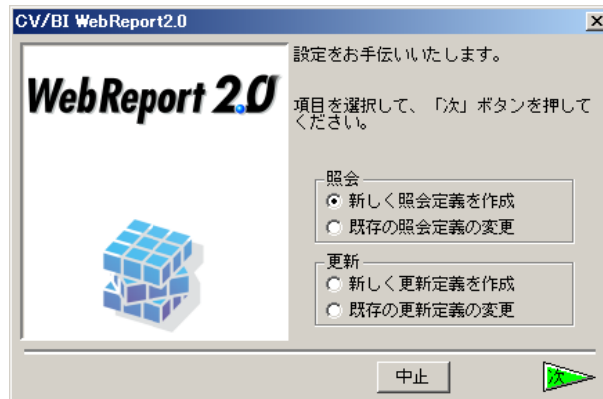 CV/BI WebReport2.0
WebReport 2.0
設定をお手伝いいたします。
項目を選択して、「次」ボタンを押して
ください。
照会
新しく照会定義を作成
既存の照会定義の変更
更新
新しく更新定義を作成
既存の更新定義の変更
中止
次